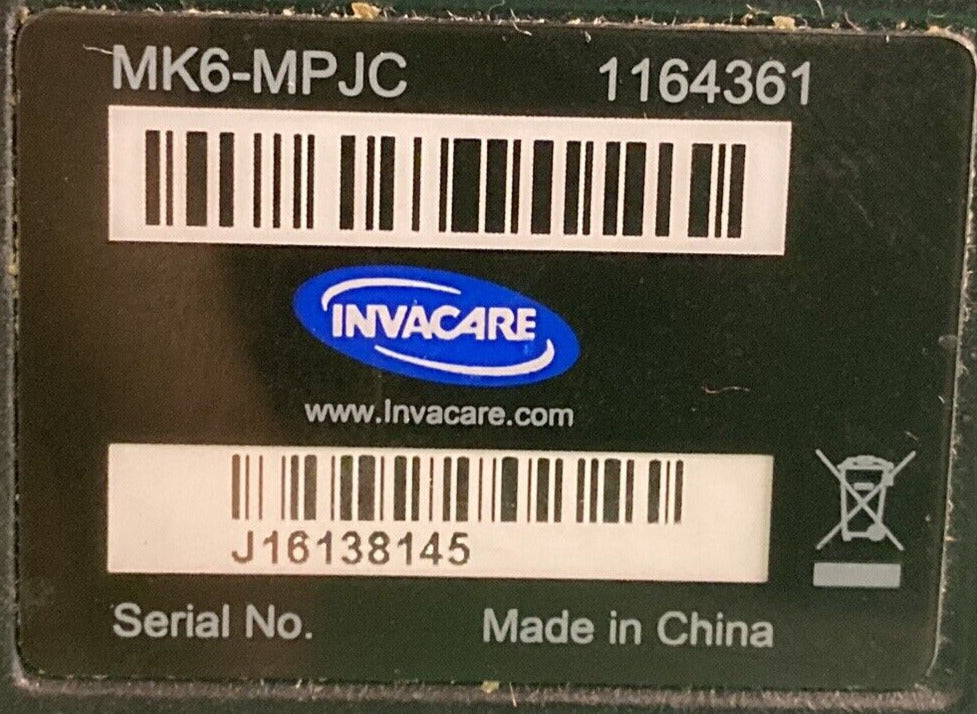 MK6-MPJC 1164361
INVACARE
www.Invacare.com
J16138145
Serial No. Made in China